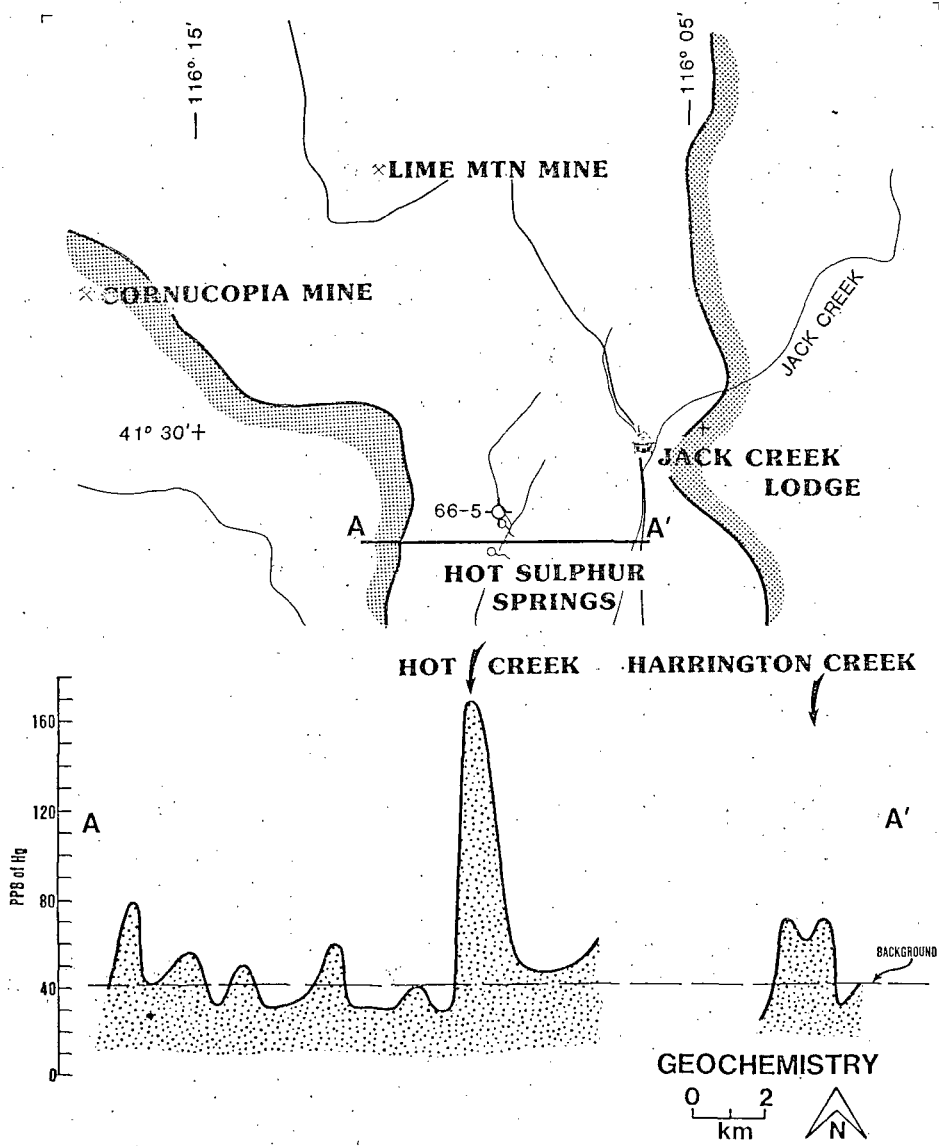 116° 15'
116° 05'
LIME MTN MINE
CORNUCOPIA MINE
JACK CREEK
41° 30'+
JACK CREEK
LODGE
66-5
A
A'
HOT SULPHUR
SPRINGS
HOT CREEK
HARRINGTON CREEK
160
120
80
40
0
PPB of Hg
A
A'
BACKGROUND
GEOCHEMISTRY
0 2
km
N